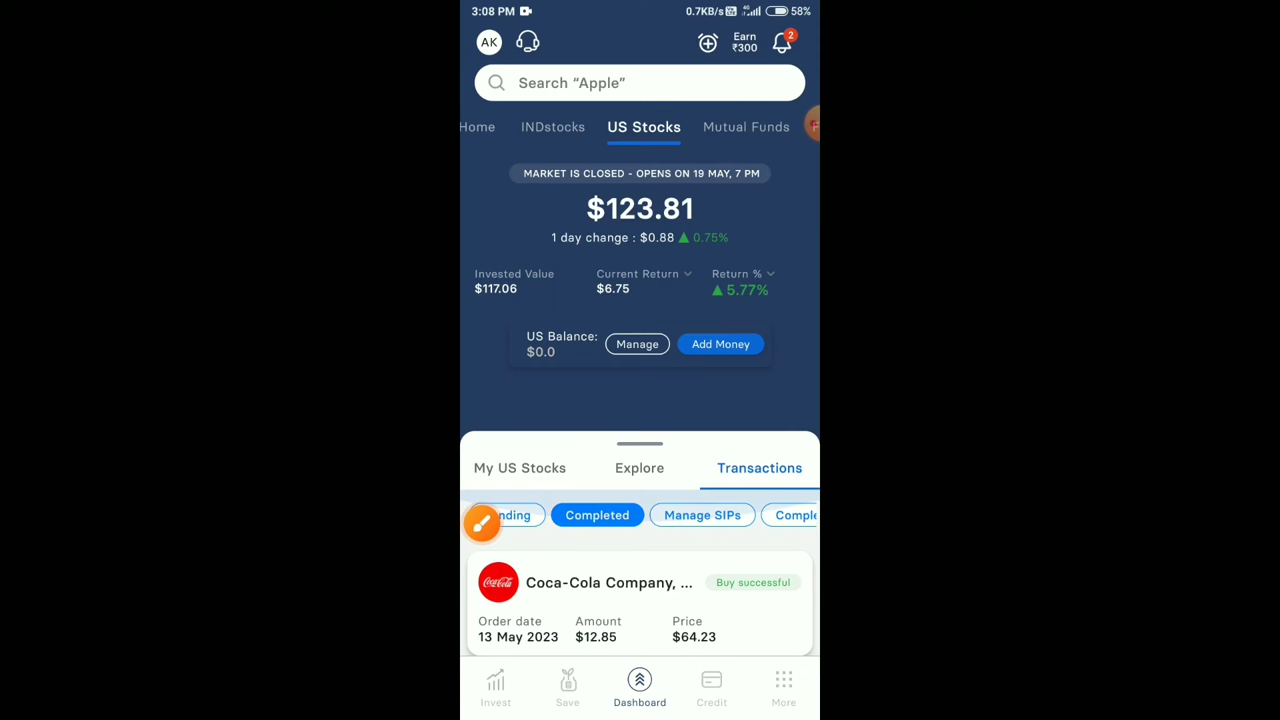 3:08 PM 0.7KB/s 4G 58%
AK Earn ₹300 2
Search “Apple”
Home INDstocks US Stocks Mutual Funds
MARKET IS CLOSED - OPENS ON 19 MAY, 7 PM
$123.81
1 day change : $0.88 ▲ 0.75%
Invested Value Current Return Return %
$117.06 $6.75 ▲ 5.77%
US Balance: Manage Add Money
$0.0
My US Stocks Explore Transactions
nding Completed Manage SIPs Comple
Coca-Cola Coca-Cola Company, ... Buy successful
Order date Amount Price
13 May 2023 $12.85 $64.23
Invest Save Dashboard Credit More